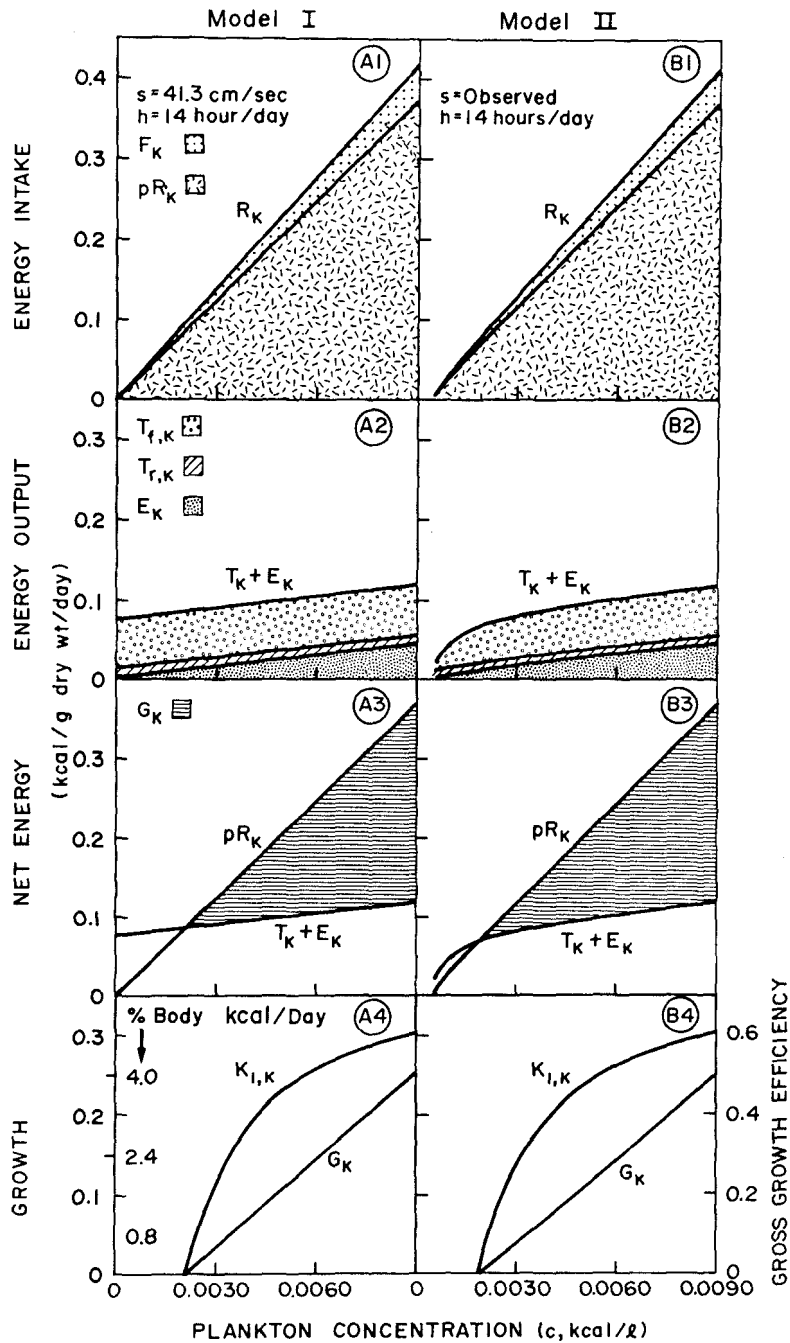 Model I
Model II
A1
s=41.3 cm/sec
h=14 hour/day
F_K
pR_K
R_K
0.4
0.3
0.2
0.1
0
ENERGY INTAKE
B1
s=Observed
h=14 hours/day
R_K
A2
T_f,K
T_r,K
E_K
T_K + E_K
0.3
0.2
0.1
0
ENERGY OUTPUT
(kcal/g dry wt/day)
B2
T_K + E_K
A3
G_K
pR_K
T_K + E_K
0.3
0.2
0.1
0
NET ENERGY
B3
pR_K
T_K + E_K
A4
% Body kcal/Day
4.0
2.4
0.8
K_1,K
G_K
0.3
0.2
0.1
0
GROWTH
B4
K_1,K
G_K
0.6
0.4
0.2
0
GROSS GROWTH EFFICIENCY
0 0.0030 0.0060 0 0.0030 0.0060 0.0090
PLANKTON CONCENTRATION (c, kcal/ℓ)